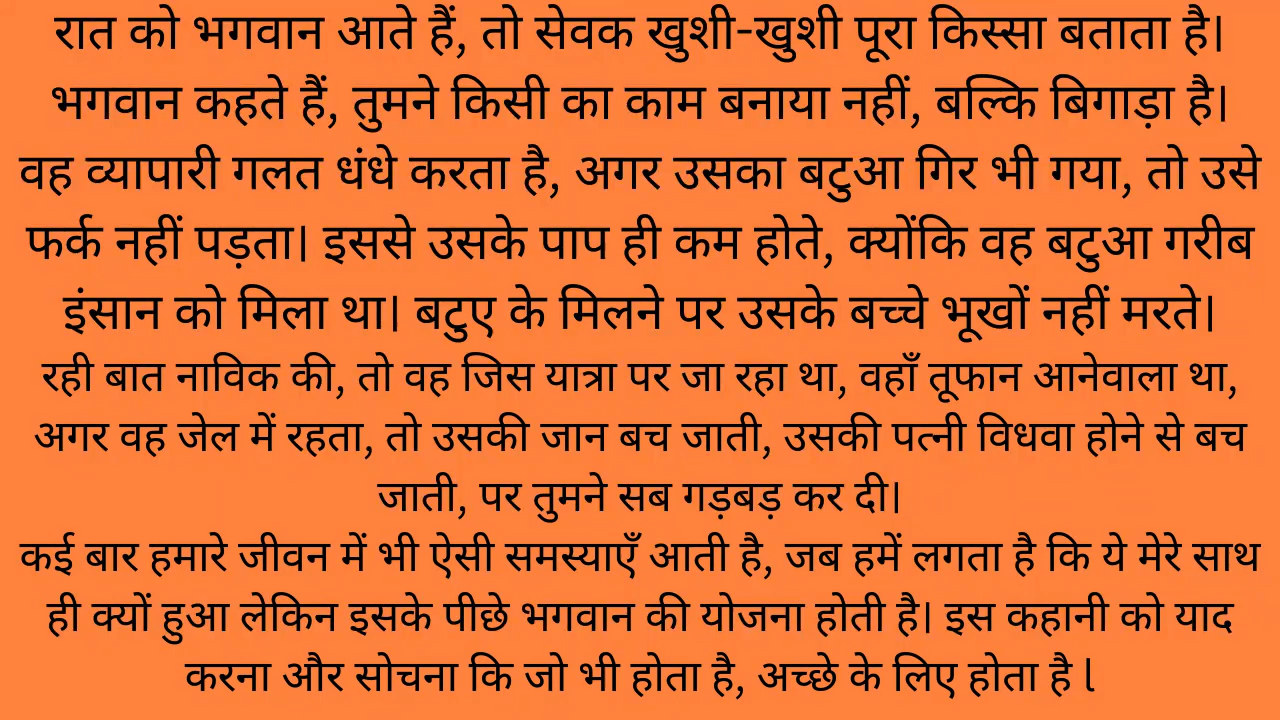 रात को भगवान आते हैं, तो सेवक खुशी-खुशी पूरा किस्सा बताता है।
भगवान कहते हैं, तुमने किसी का काम बनाया नहीं, बल्कि बिगाड़ा है।
वह व्यापारी गलत धंधे करता है, अगर उसका बटुआ गिर भी गया, तो उसे
फर्क नहीं पड़ता। इससे उसके पाप ही कम होते, क्योंकि वह बटुआ गरीब
इंसान को मिला था। बटुए के मिलने पर उसके बच्चे भूखों नहीं मरते।
रही बात नाविक की, तो वह जिस यात्रा पर जा रहा था, वहाँ तूफान आनेवाला था,
अगर वह जेल में रहता, तो उसकी जान बच जाती, उसकी पत्नी विधवा होने से बच
जाती, पर तुमने सब गड़बड़ कर दी।
कई बार हमारे जीवन में भी ऐसी समस्याएँ आती है, जब हमें लगता है कि ये मेरे साथ
ही क्यों हुआ लेकिन इसके पीछे भगवान की योजना होती है। इस कहानी को याद
करना और सोचना कि जो भी होता है, अच्छे के लिए होता है l